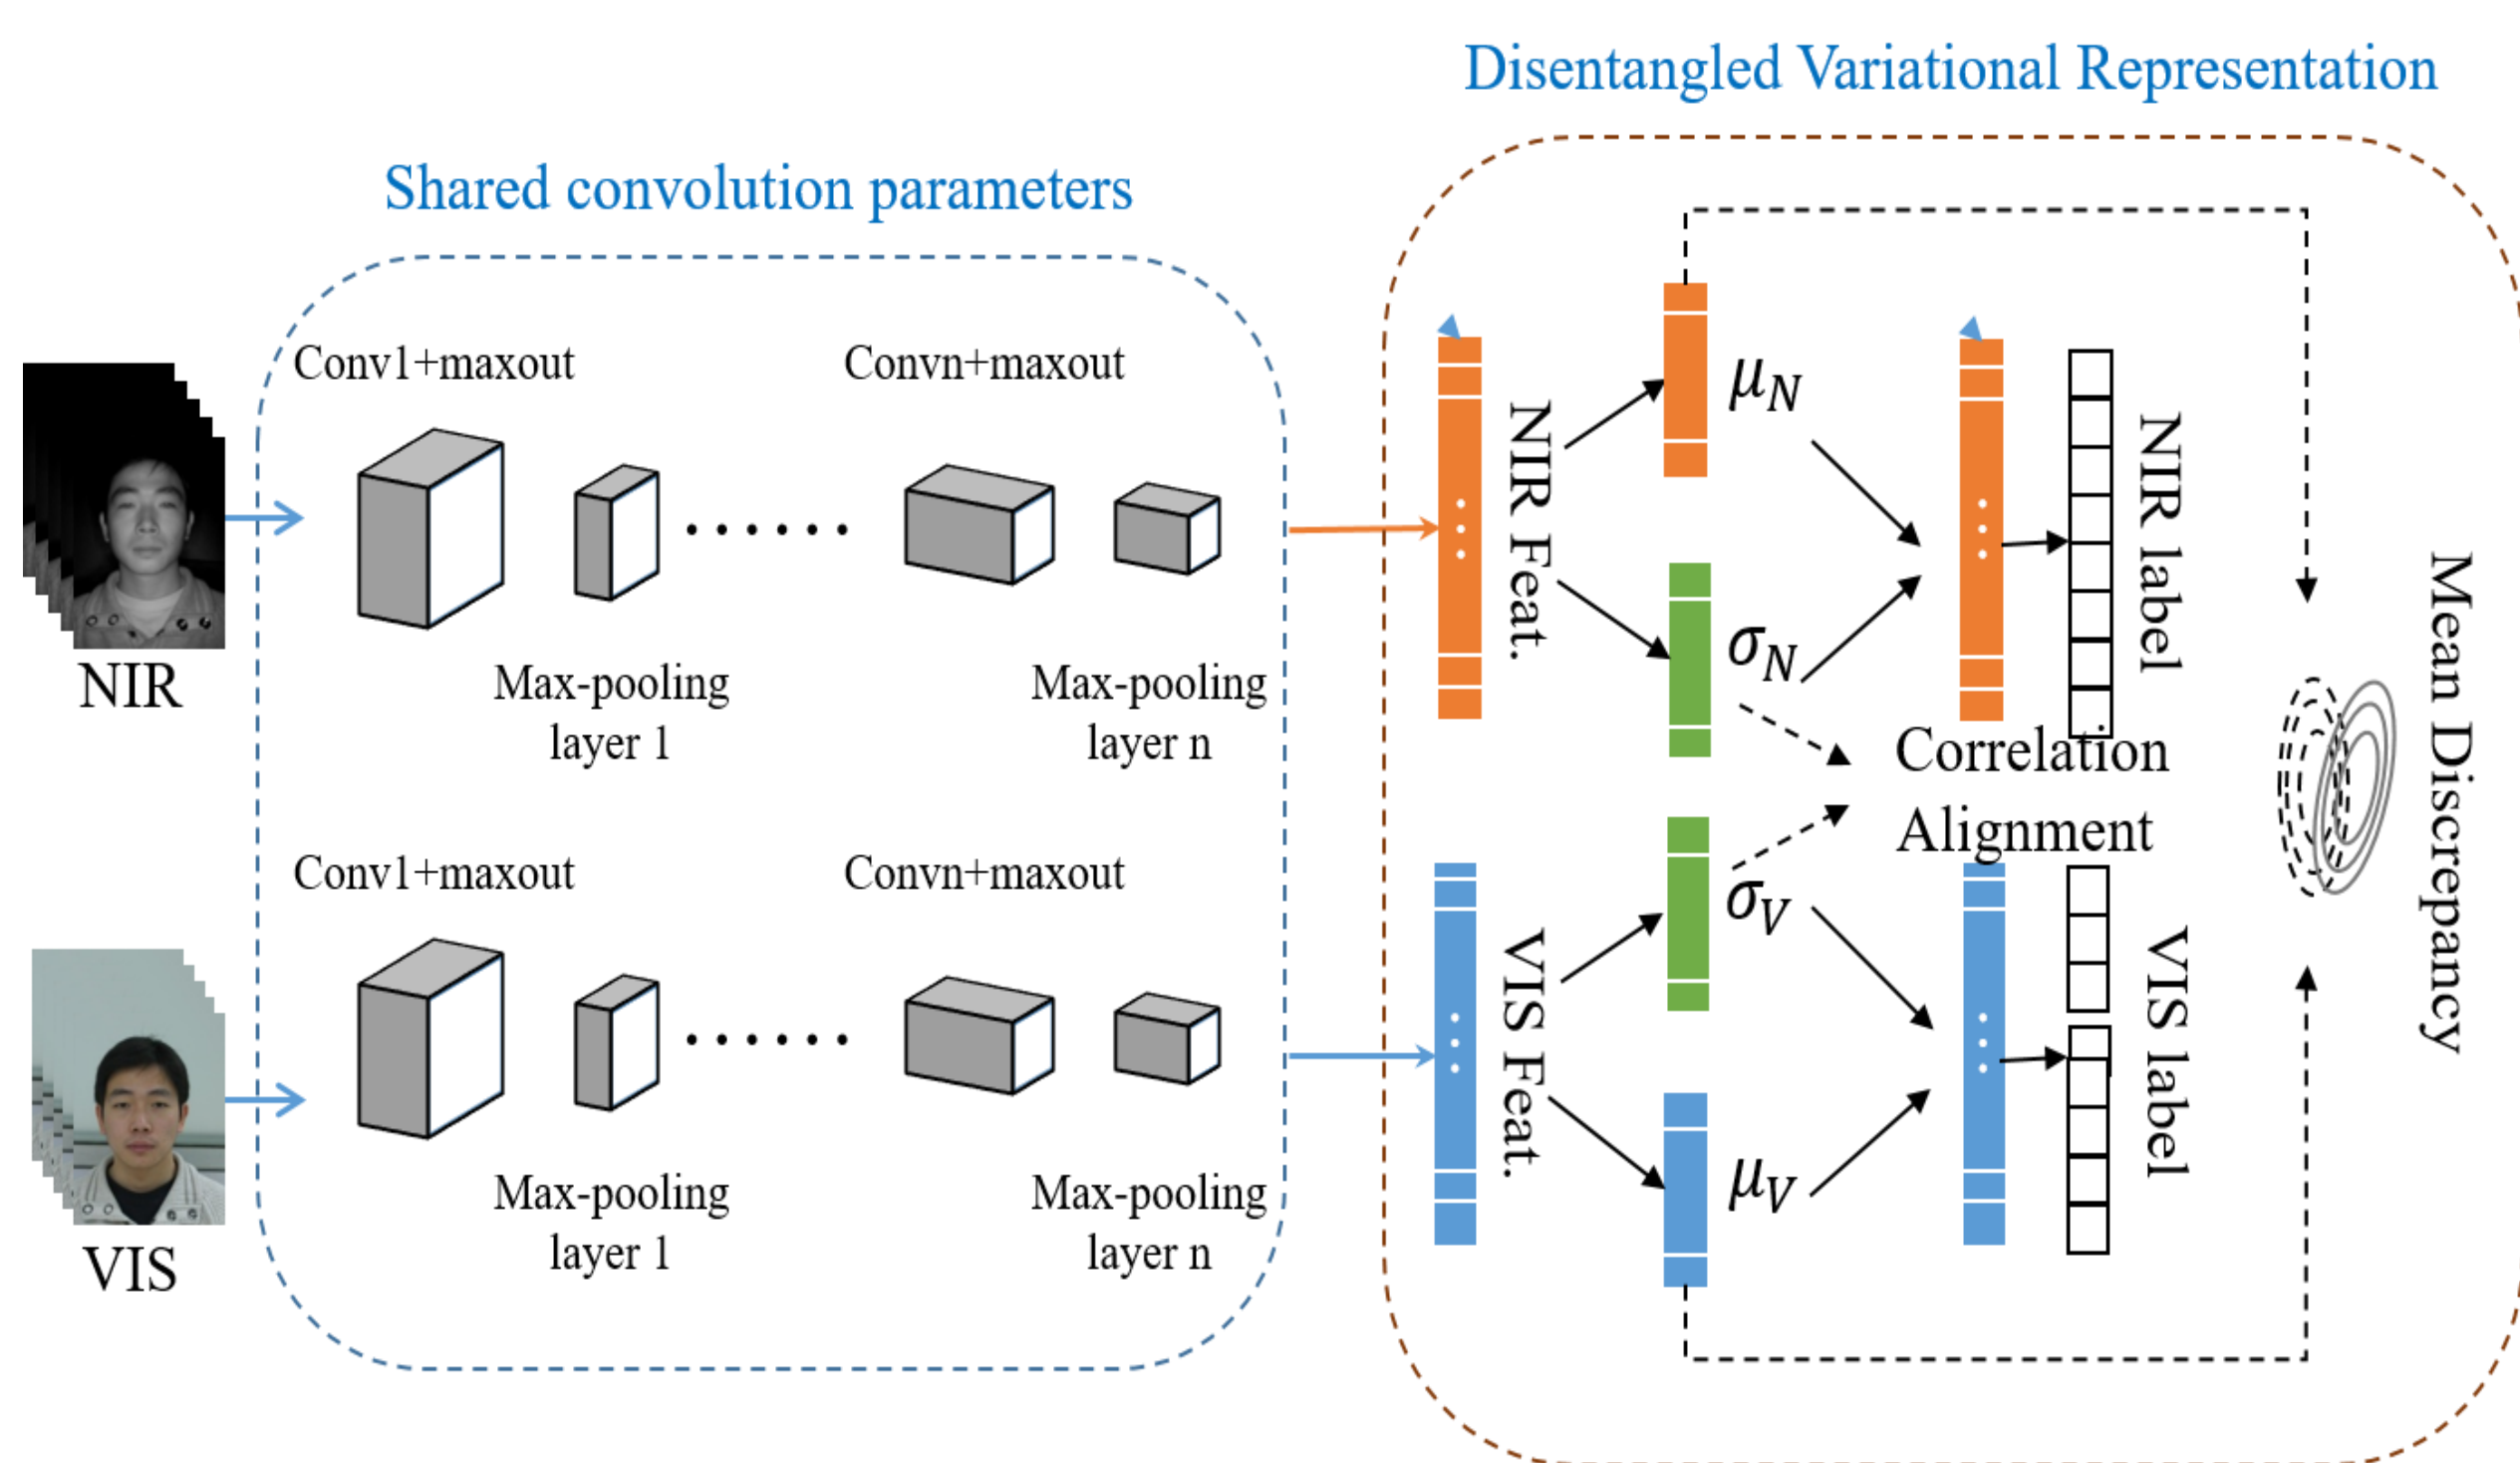 Disentangled Variational Representation
Shared convolution parameters
Conv1+maxout
Convn+maxout
NIR
Max-pooling
layer 1
Max-pooling
layer n
Conv1+maxout
Convn+maxout
VIS
Max-pooling
layer 1
Max-pooling
layer n
NIR Feat.
μN
σN
NIR label
Correlation
Alignment
VIS Feat.
σV
μV
VIS label
Mean Discrepancy